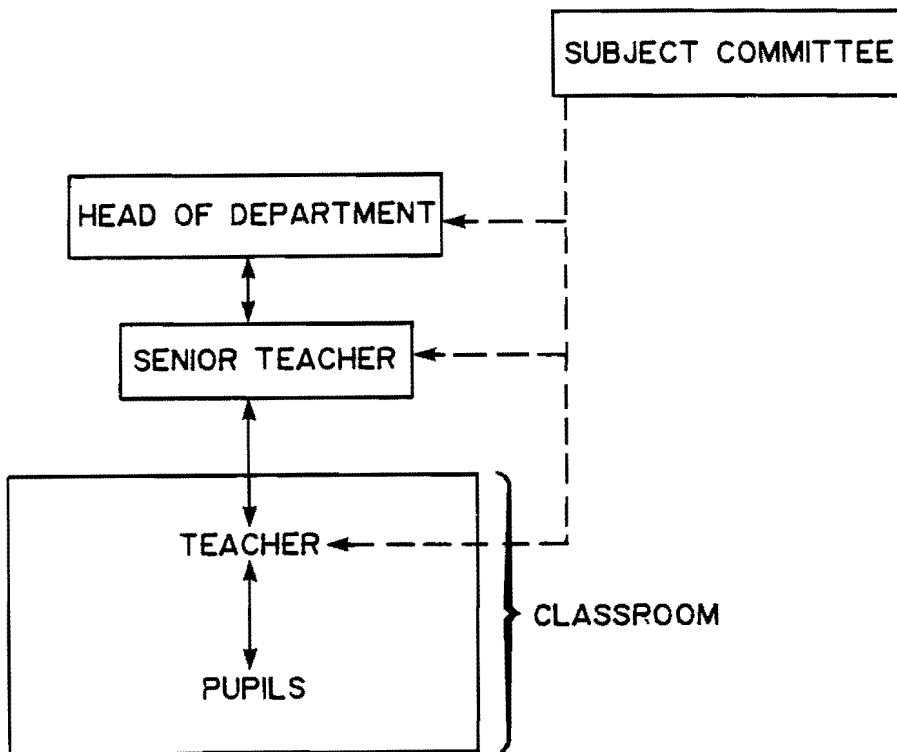 SUBJECT COMMITTEE
HEAD OF DEPARTMENT
SENIOR TEACHER
TEACHER
CLASSROOM
PUPILS